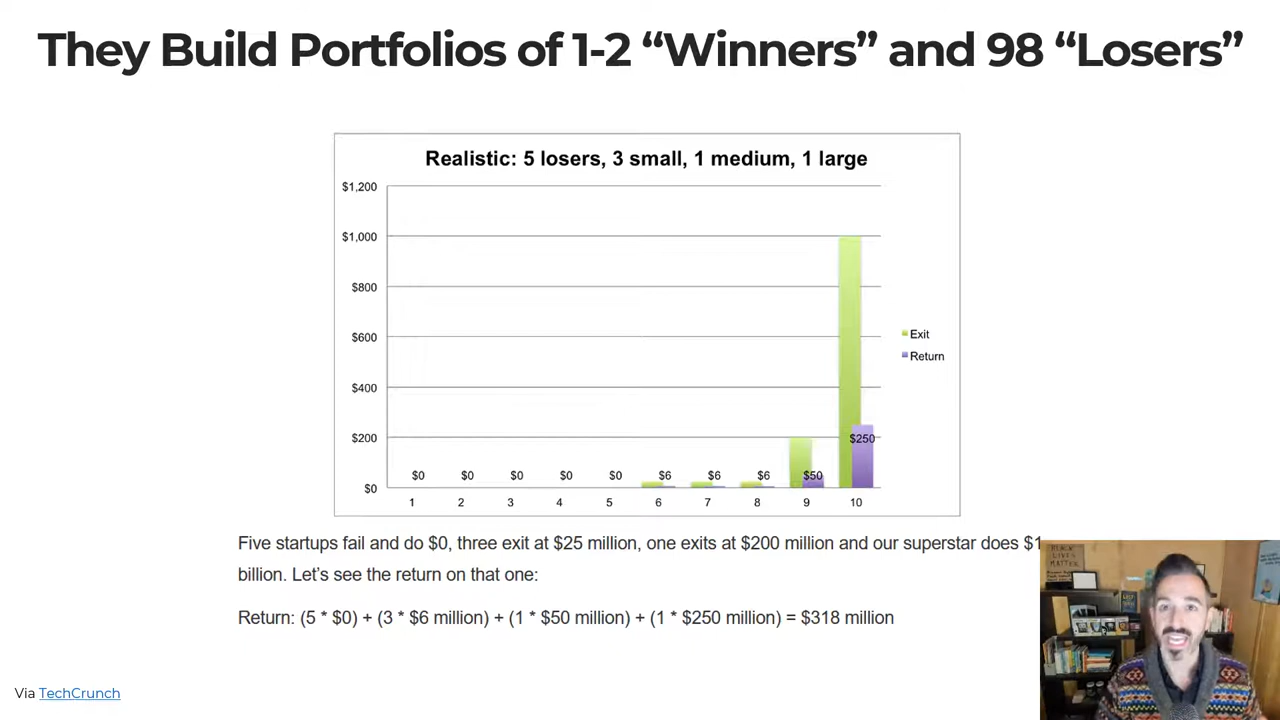 They Build Portfolios of 1-2 “Winners” and 98 “Losers”
Realistic: 5 losers, 3 small, 1 medium, 1 large
$1,200
$1,000
$800
$600
$400
$200
$0
$0 $0 $0 $0 $0 $6 $6 $6 $50 $250
1 2 3 4 5 6 7 8 9 10
Exit
Return
Five startups fail and do $0, three exit at $25 million, one exits at $200 million and our superstar does $1
billion. Let’s see the return on that one:
Return: (5 * $0) + (3 * $6 million) + (1 * $50 million) + (1 * $250 million) = $318 million
Via TechCrunch
BLACK
LIVES
MATTER